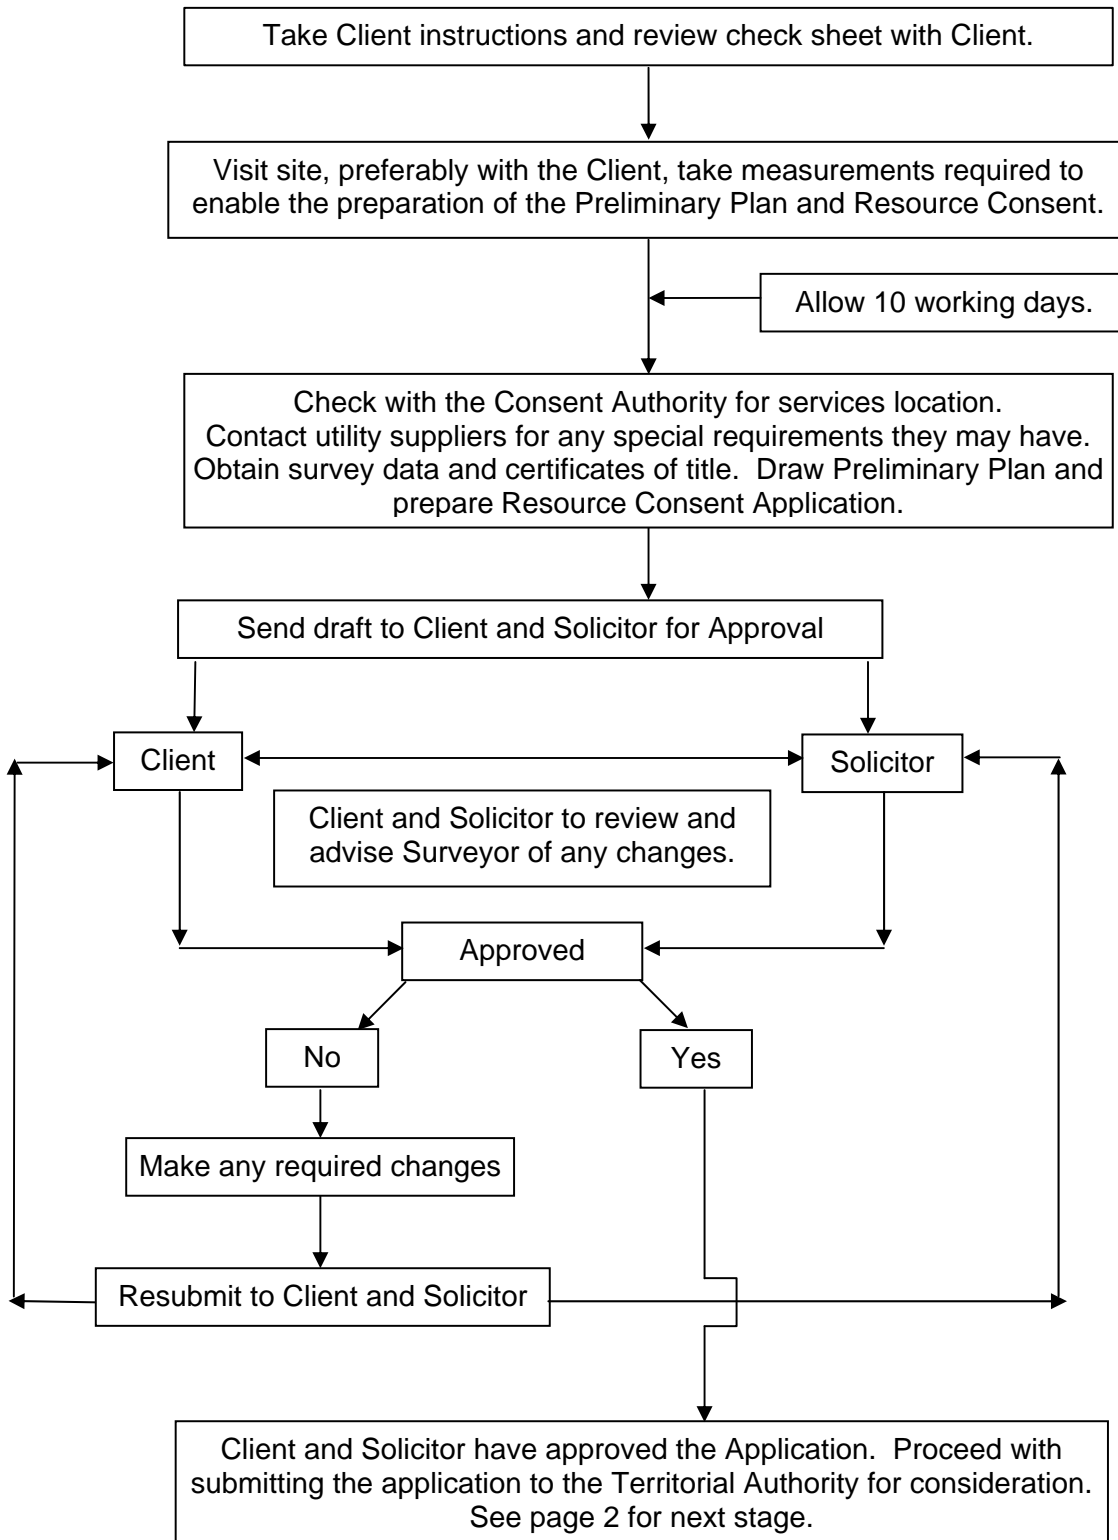 Take Client instructions and review check sheet with Client.
Visit site, preferably with the Client, take measurements required to
enable the preparation of the Preliminary Plan and Resource Consent.
Allow 10 working days.
Check with the Consent Authority for services location.
Contact utility suppliers for any special requirements they may have.
Obtain survey data and certificates of title.  Draw Preliminary Plan and
prepare Resource Consent Application.
Send draft to Client and Solicitor for Approval
Client
Solicitor
Client and Solicitor to review and
advise Surveyor of any changes.
Approved
No
Yes
Make any required changes
Resubmit to Client and Solicitor
Client and Solicitor have approved the Application.  Proceed with
submitting the application to the Territorial Authority for consideration.
See page 2 for next stage.